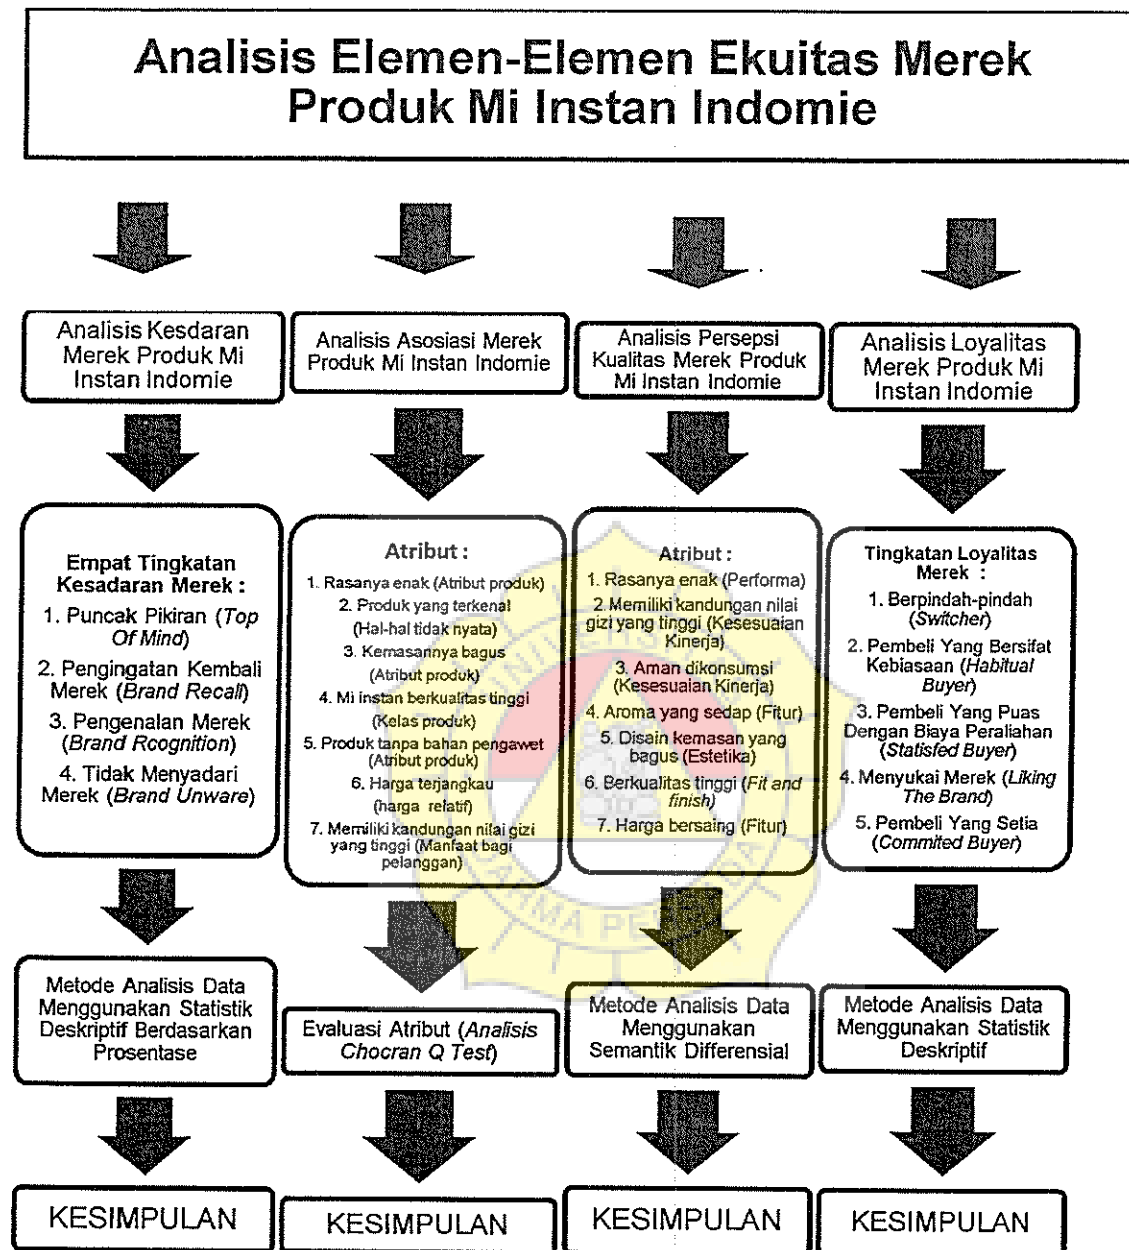 Analisis Elemen-Elemen Ekuitas Merek
Produk Mi Instan Indomie
Analisis Kesdaran
Merek Produk Mi
Instan Indomie
Analisis Asosiasi Merek
Produk Mi Instan Indomie
Analisis Persepsi
Kualitas Merek Produk
Mi Instan Indomie
Analisis Loyalitas
Merek Produk Mi
Instan Indomie
Empat Tingkatan
Kesadaran Merek :
1. Puncak Pikiran (Top
Of Mind)
2. Pengingatan Kembali
Merek (Brand Recall)
3. Pengenalan Merek
(Brand Rcognition)
4. Tidak Menyadari
Merek (Brand Unware)
Atribut :
1. Rasanya enak (Atribut produk)
2. Produk yang terkenal
(Hal-hal tidak nyata)
3. Kemasannya bagus
(Atribut produk)
4. Mi instan berkualitas tinggi
(Kelas produk)
5. Produk tanpa bahan pengawet
(Atribut produk)
6. Harga terjangkau
(harga relatif)
7. Memiliki kandungan nilai gizi
yang tinggi (Manfaat bagi
pelanggan)
Atribut :
1. Rasanya enak (Performa)
2. Memiliki kandungan nilai
gizi yang tinggi (Kesesuaian
Kinerja)
3. Aman dikonsumsi
(Kesesuaian Kinerja)
4. Aroma yang sedap (Fitur)
5. Disain kemasan yang
bagus (Estetika)
6. Berkualitas tinggi (Fit and
finish)
7. Harga bersaing (Fitur)
Tingkatan Loyalitas
Merek :
1. Berpindah-pindah
(Switcher)
2. Pembeli Yang Bersifat
Kebiasaan (Habitual
Buyer)
3. Pembeli Yang Puas
Dengan Biaya Peraliahan
(Statisfed Buyer)
4. Menyukai Merek (Liking
The Brand)
5. Pembeli Yang Setia
(Commited Buyer)
Metode Analisis Data
Menggunakan Statistik
Deskriptif Berdasarkan
Prosentase
Evaluasi Atribut (Analisis
Chocran Q Test)
Metode Analisis Data
Menggunakan
Semantik Differensial
Metode Analisis Data
Menggunakan Statistik
Deskriptif
KESIMPULAN
KESIMPULAN
KESIMPULAN
KESIMPULAN